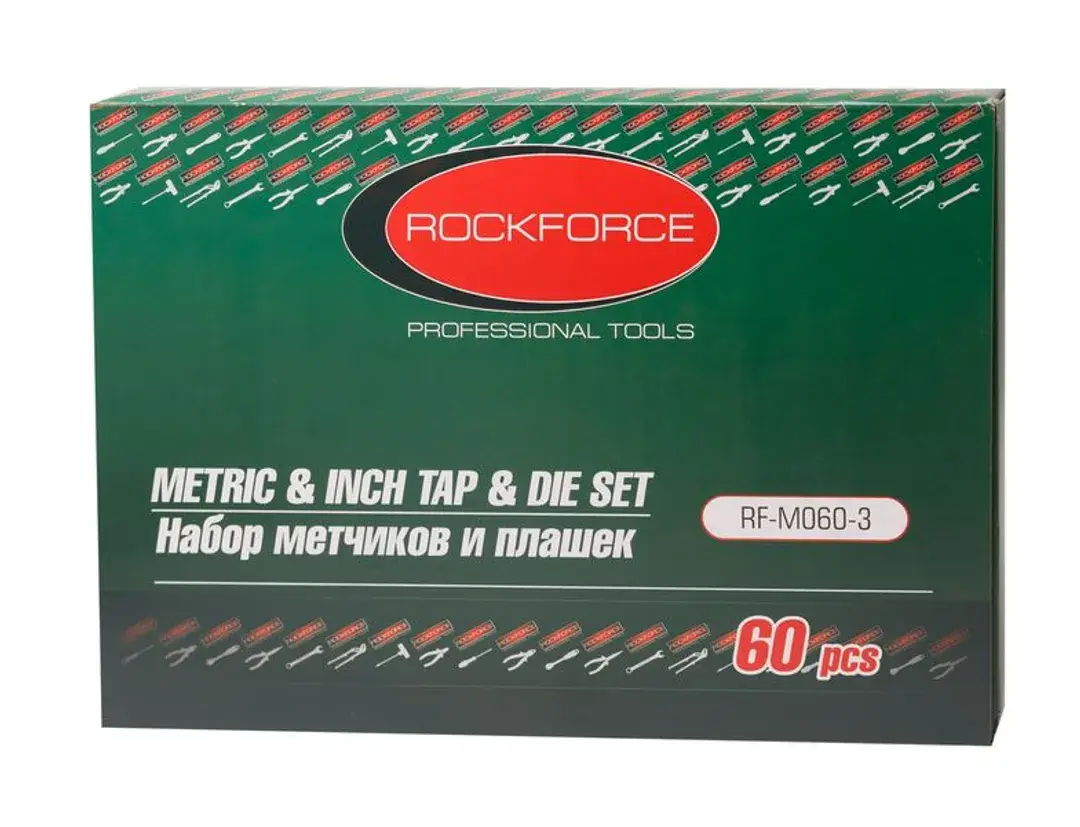 ROCKFORCE
PROFESSIONAL TOOLS
METRIC & INCH TAP & DIE SET
Набор метчиков и плашек
RF-M060-3
60 pcs